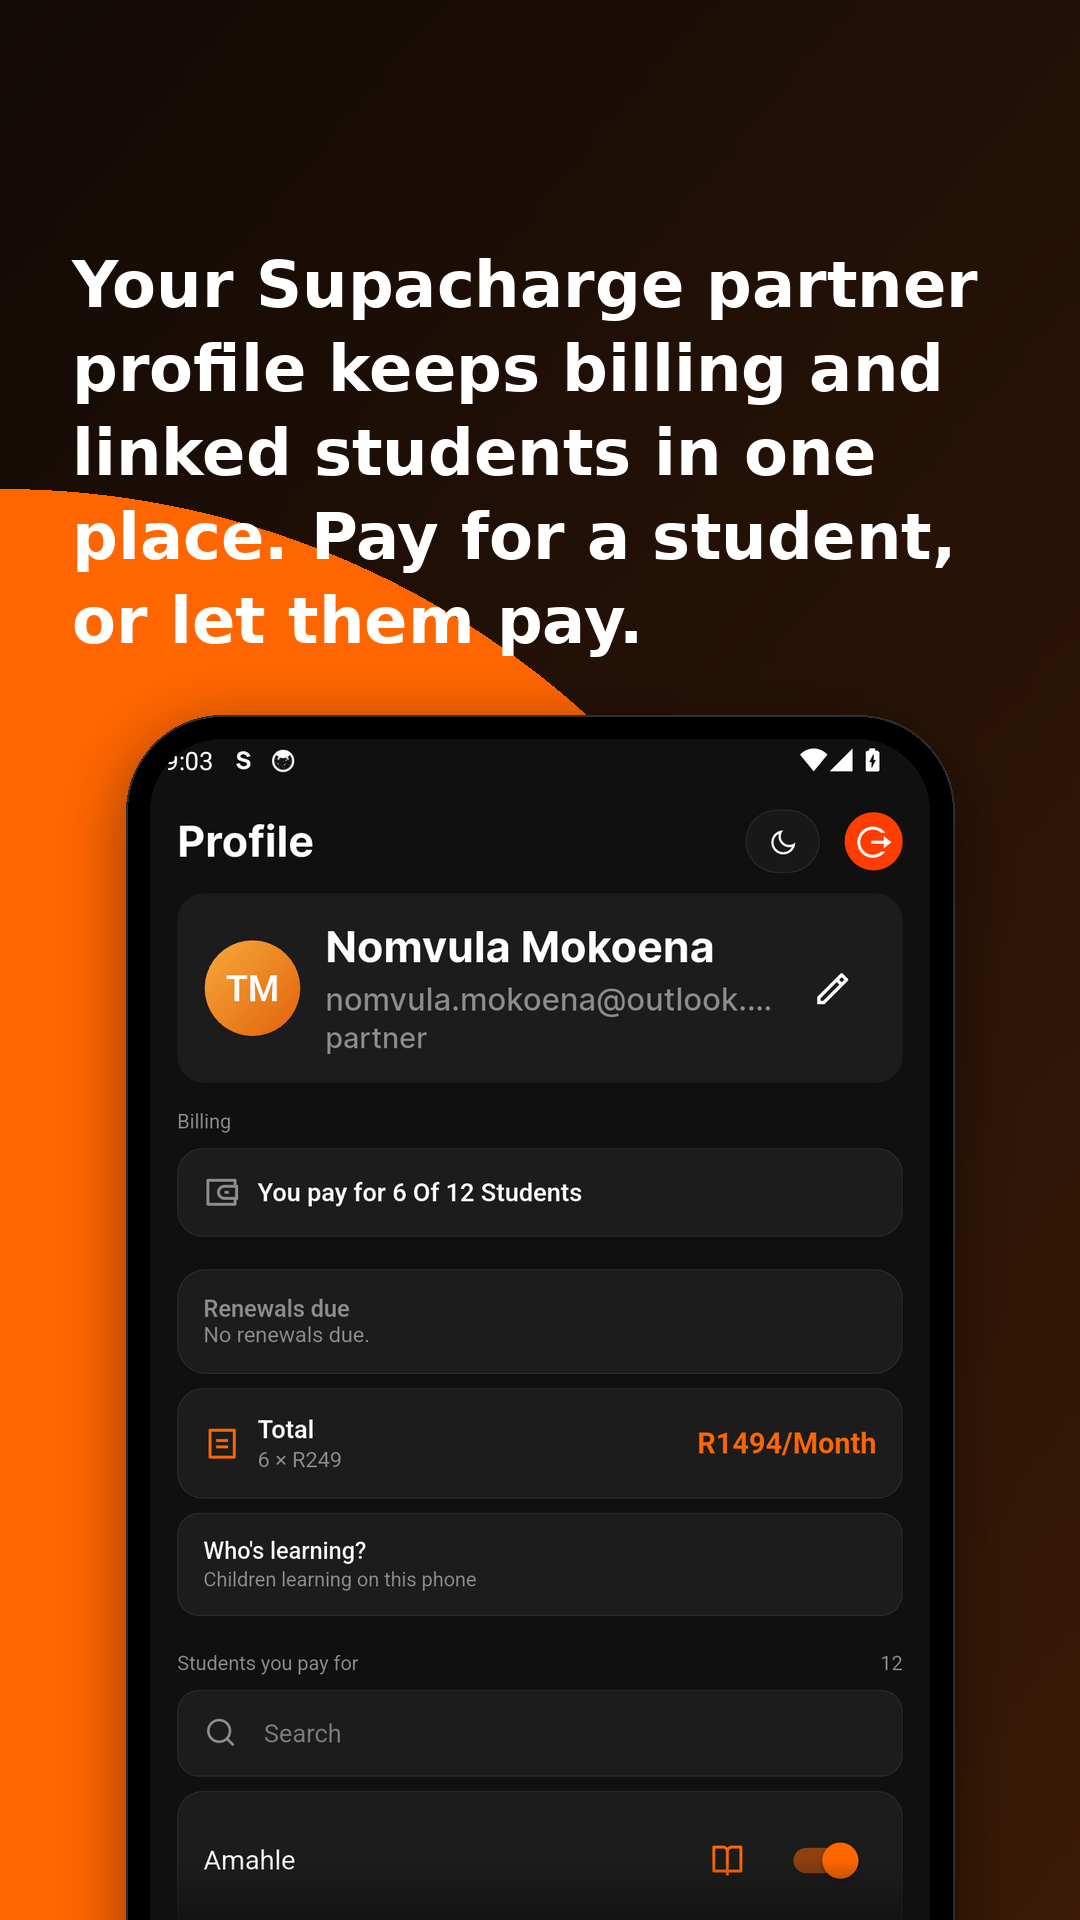 Your Supacharge partner
profile keeps billing and
linked students in one
place. Pay for a student,
or let them pay.
9:03 S
Profile
TM
Nomvula Mokoena
nomvula.mokoena@outlook....
partner
Billing
You pay for 6 Of 12 Students
Renewals due
No renewals due.
Total
6 × R249
R1494/Month
Who's learning?
Children learning on this phone
Students you pay for
12
Search
Amahle